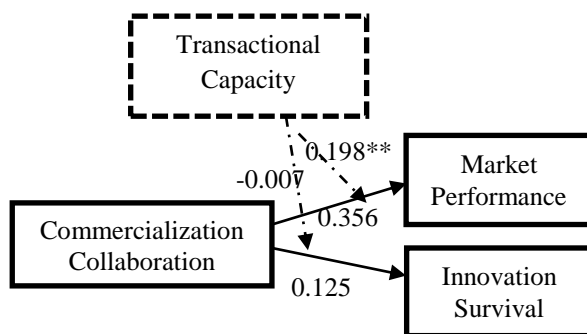 Transactional
Capacity
0.198**
-0.007
Market
Performance
0.356
Commercialization
Collaboration
0.125
Innovation
Survival